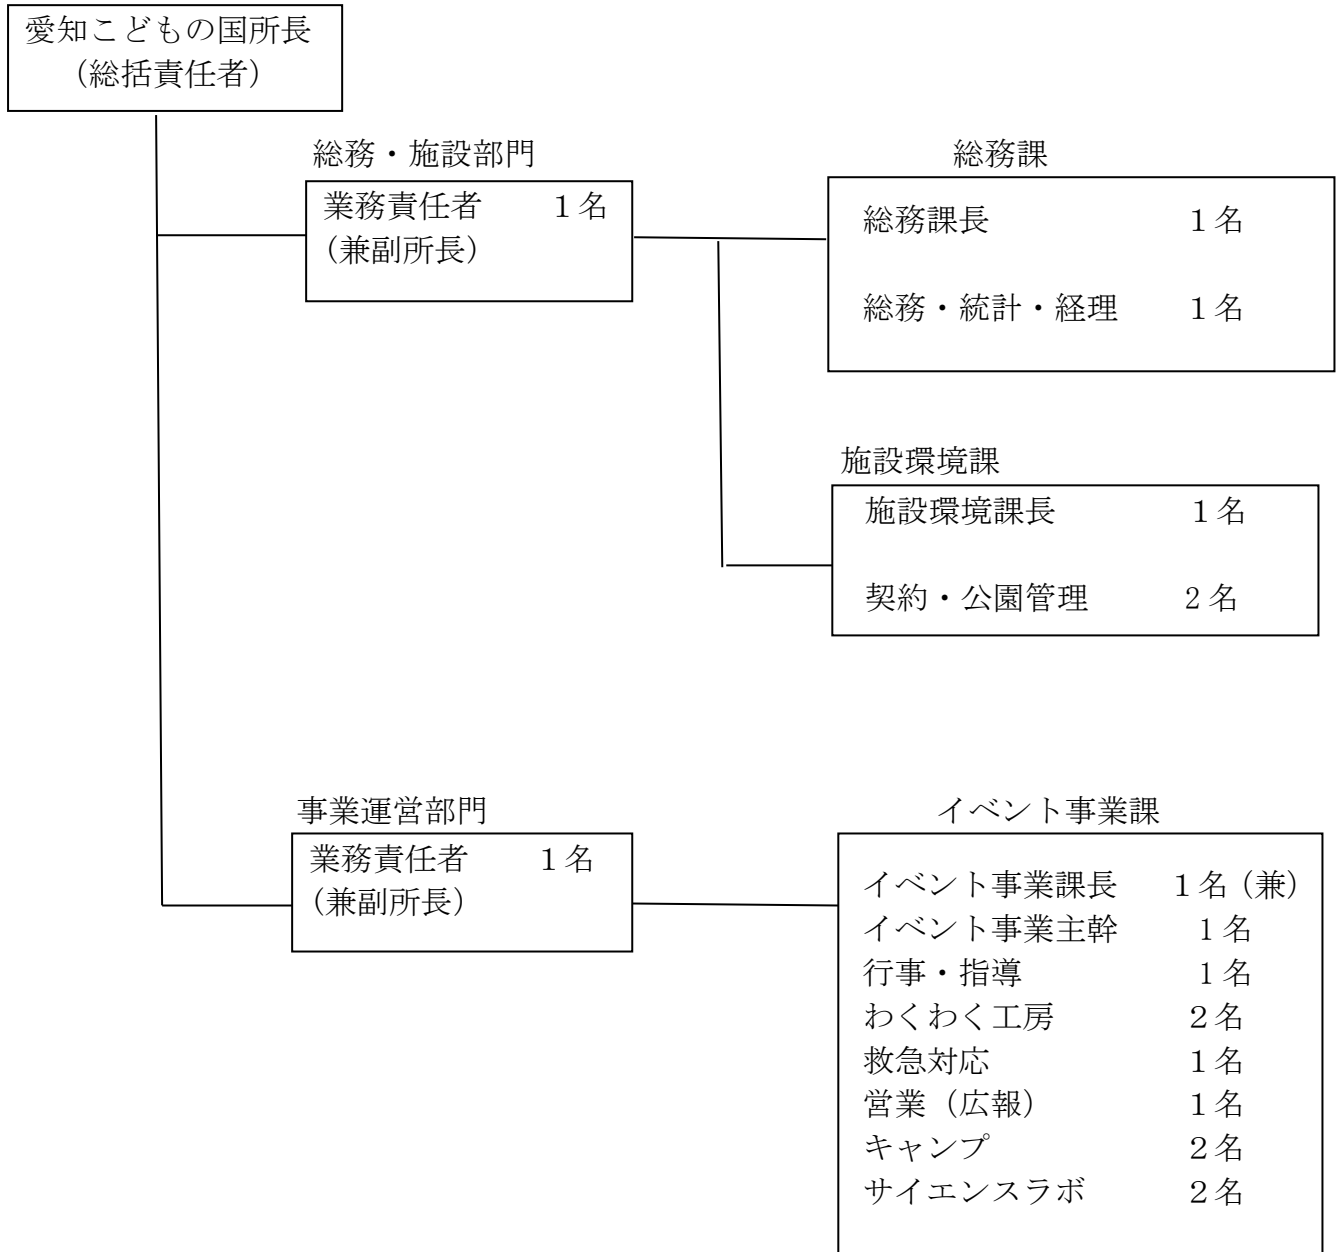 愛知こどもの国所長
（総括責任者）
総務・施設部門
業務責任者　　１名
（兼副所長）
総務課
総務課長　　　　　　１名
総務・統計・経理　　１名
施設環境課
施設環境課長　　　　１名
契約・公園管理　　　２名
事業運営部門
業務責任者　　１名
（兼副所長）
イベント事業課
イベント事業課長　　１名（兼）
イベント事業主幹　　１名
行事・指導　　　　　１名
わくわく工房　　　　２名
救急対応　　　　　　１名
営業（広報）　　　　１名
キャンプ　　　　　　２名
サイエンスラボ　　　２名